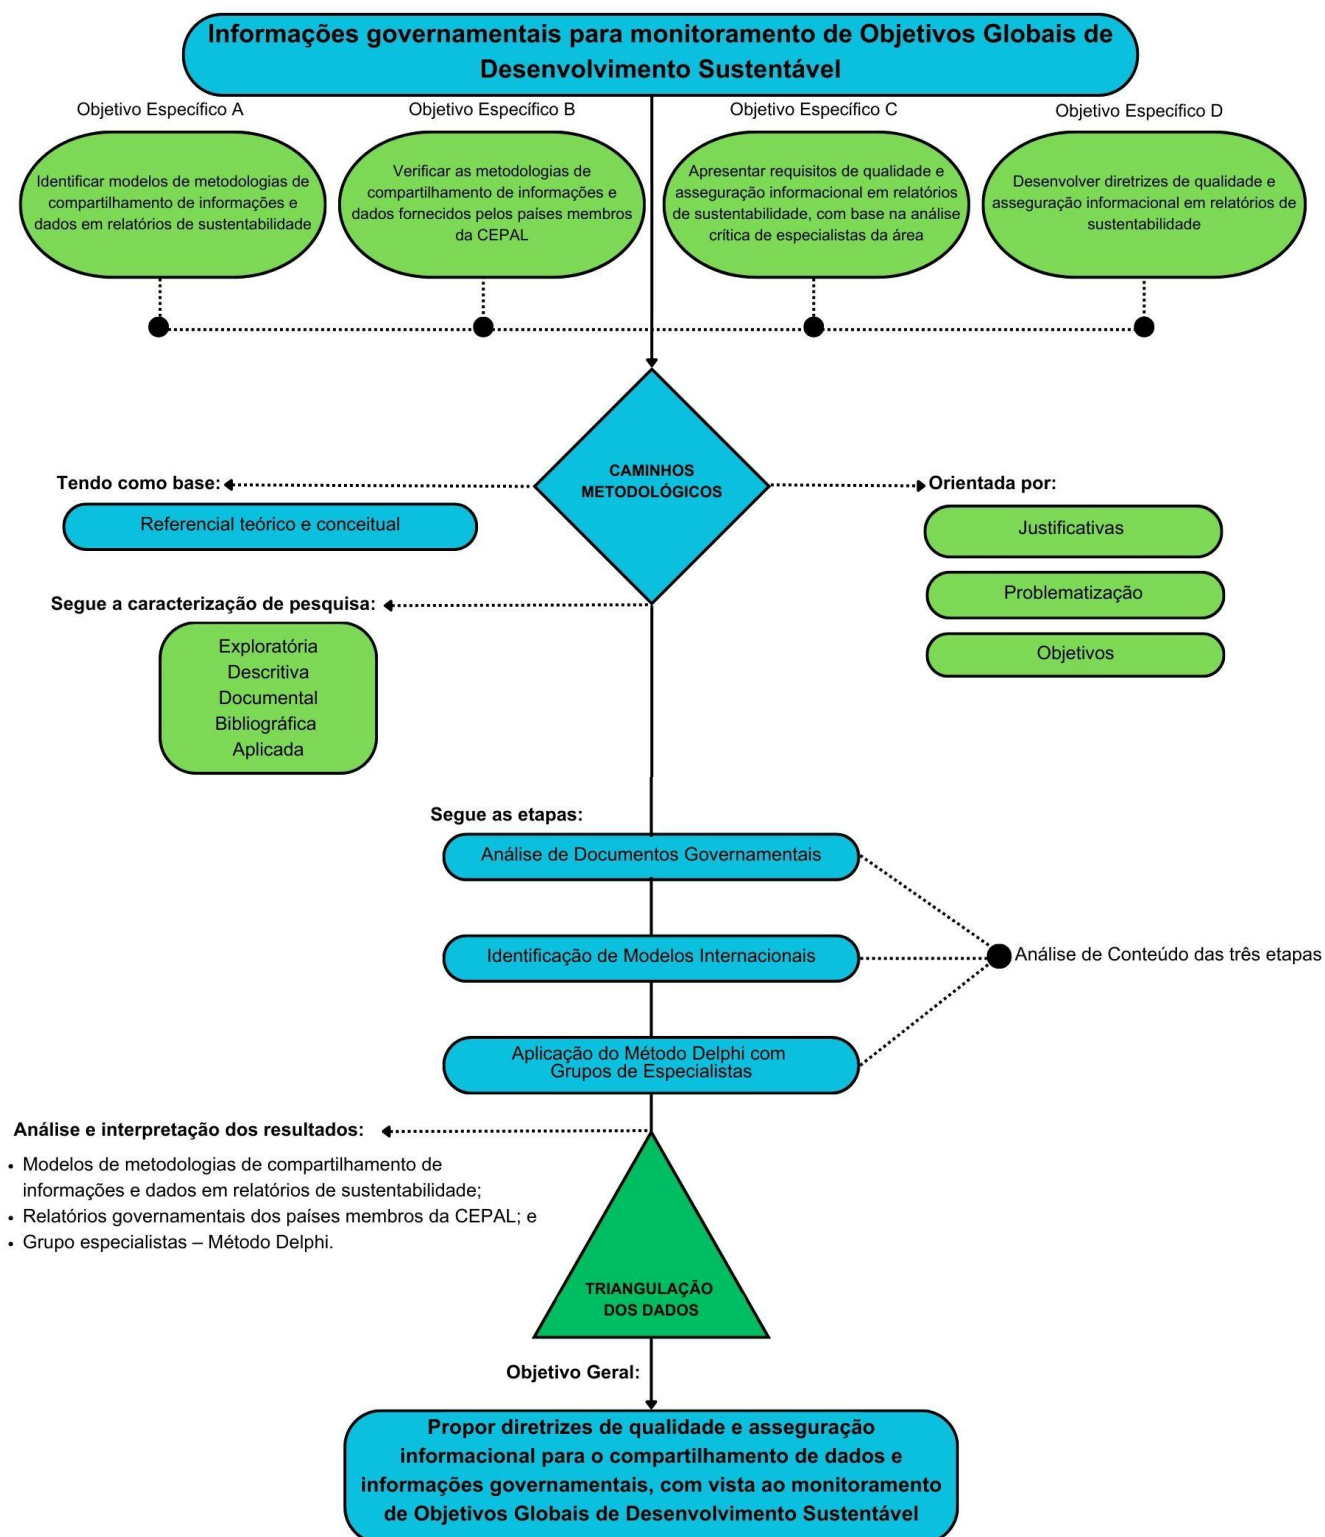 Informações governamentais para monitoramento de Objetivos Globais de
Desenvolvimento Sustentável
Objetivo Específico A
Identificar modelos de metodologias de
compartilhamento de informações e
dados em relatórios de sustentabilidade
Objetivo Específico B
Verificar as metodologias de
compartilhamento de informações e
dados fornecidos pelos países membros
da CEPAL
Objetivo Específico C
Apresentar requisitos de qualidade e
asseguração informacional em relatórios
de sustentabilidade, com base na análise
crítica de especialistas da área
Objetivo Específico D
Desenvolver diretrizes de qualidade e
asseguração informacional em relatórios de
sustentabilidade
CAMINHOS
METODOLÓGICOS
Tendo como base:
Referencial teórico e conceitual
Orientada por:
Justificativas
Problematização
Objetivos
Segue a caracterização de pesquisa:
Exploratória
Descritiva
Documental
Bibliográfica
Aplicada
Segue as etapas:
Análise de Documentos Governamentais
Identificação de Modelos Internacionais
Aplicação do Método Delphi com
Grupos de Especialistas
Análise de Conteúdo das três etapas
Análise e interpretação dos resultados:
• Modelos de metodologias de compartilhamento de
informações e dados em relatórios de sustentabilidade;
• Relatórios governamentais dos países membros da CEPAL; e
• Grupo especialistas – Método Delphi.
TRIANGULAÇÃO
DOS DADOS
Objetivo Geral:
Propor diretrizes de qualidade e asseguração
informacional para o compartilhamento de dados e
informações governamentais, com vista ao monitoramento
de Objetivos Globais de Desenvolvimento Sustentável